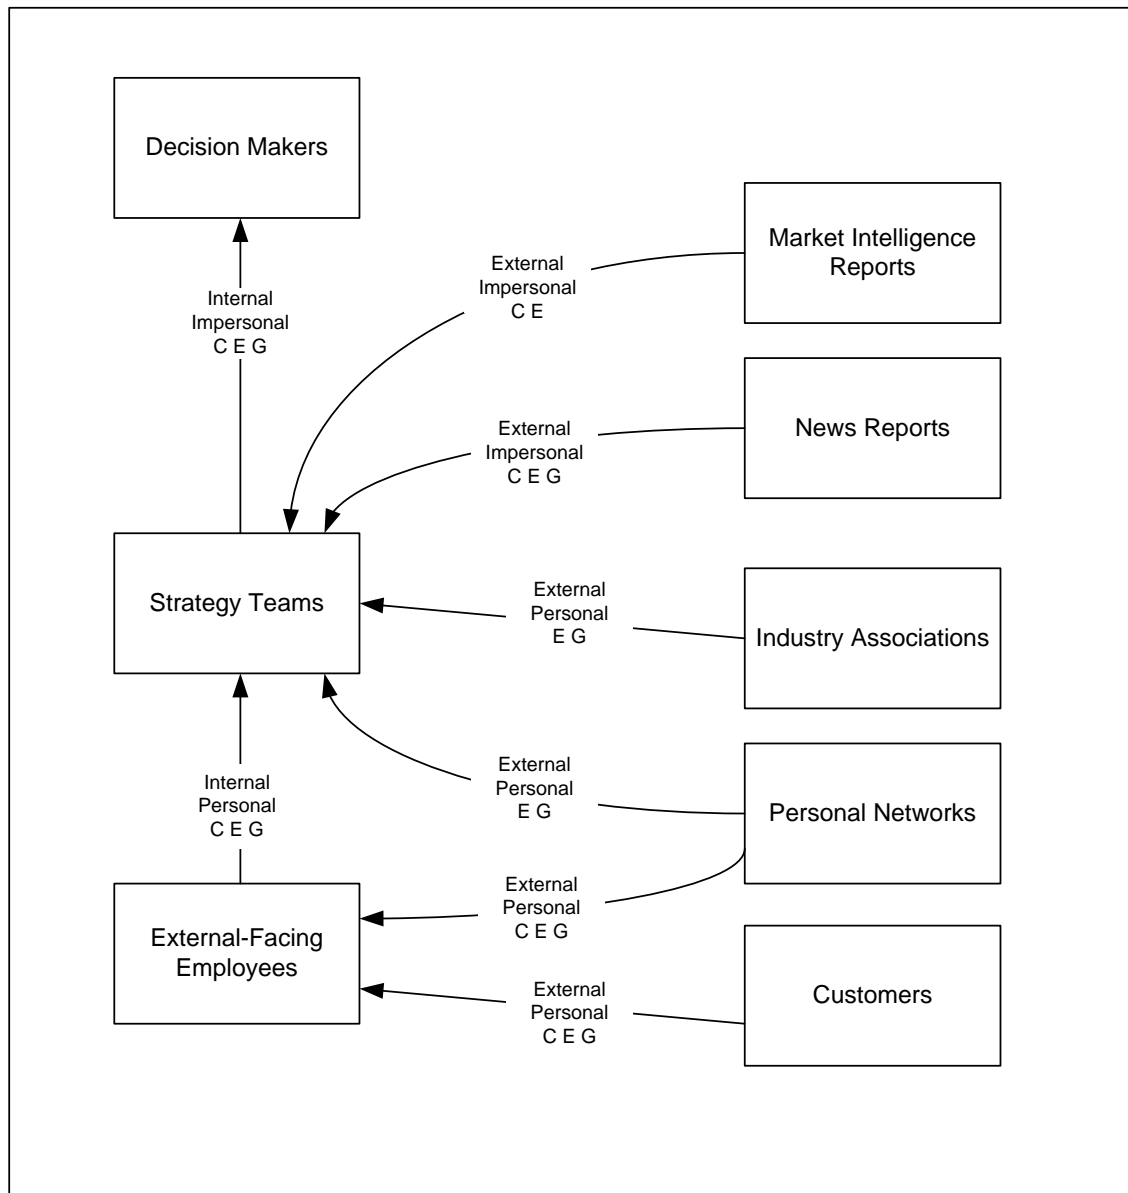 Decision Makers
Market Intelligence
Reports
External
Impersonal
C E
Internal
Impersonal
C E G
News Reports
External
Impersonal
C E G
Strategy Teams
External
Personal
E G
Industry Associations
External
Personal
E G
Personal Networks
Internal
Personal
C E G
External
Personal
C E G
External-Facing
Employees
External
Personal
C E G
Customers